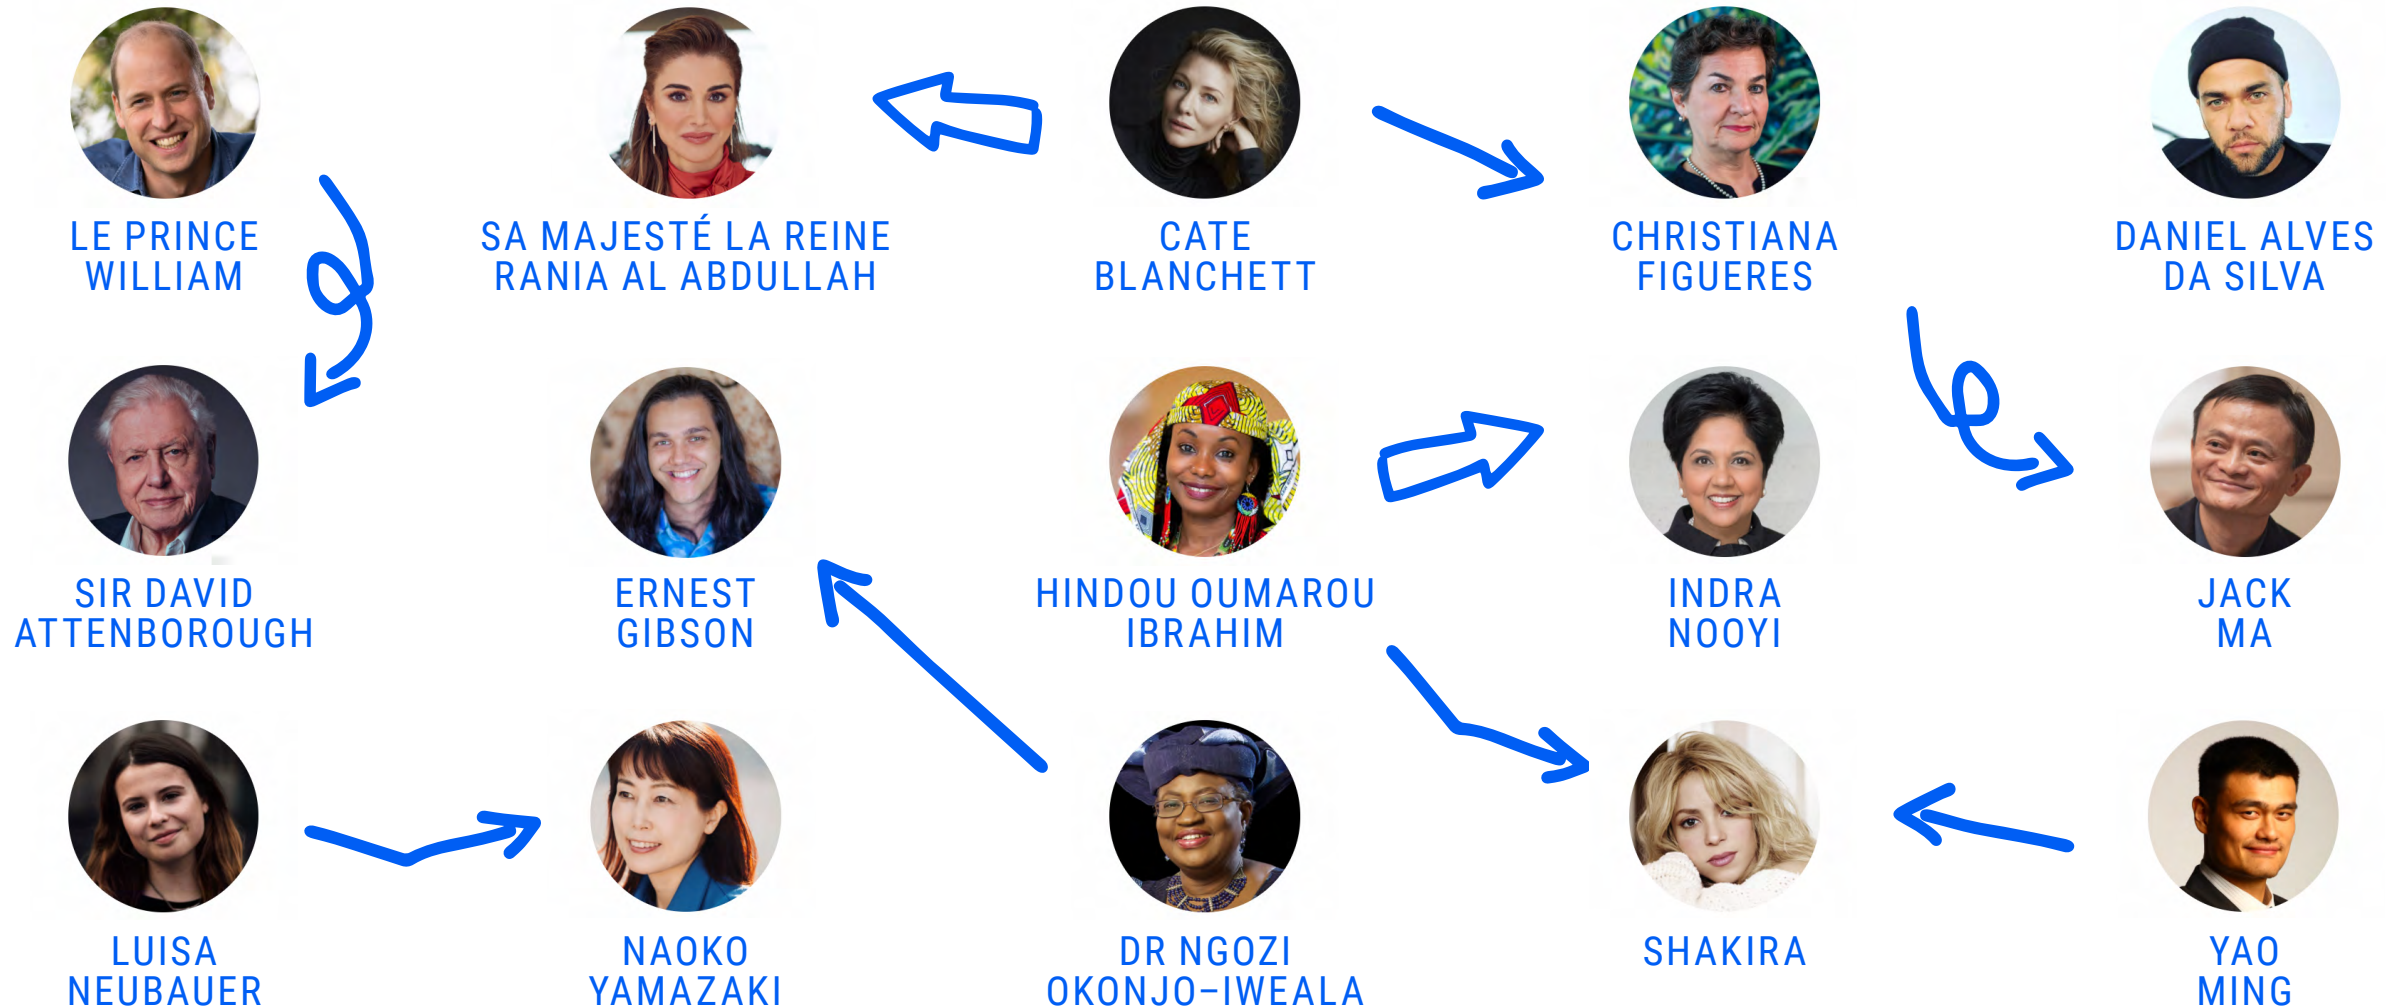 LE PRINCE
WILLIAM
SA MAJESTÉ LA REINE
RANIA AL ABDULLAH
CATE
BLANCHETT
CHRISTIANA
FIGUERES
DANIEL ALVES
DA SILVA
SIR DAVID
ATTENBOROUGH
ERNEST
GIBSON
HINDOU OUMAROU
IBRAHIM
INDRA
NOOYI
JACK
MA
LUISA
NEUBAUER
NAOKO
YAMAZAKI
DR NGOZI
OKONJO–IWEALA
SHAKIRA
YAO
MING